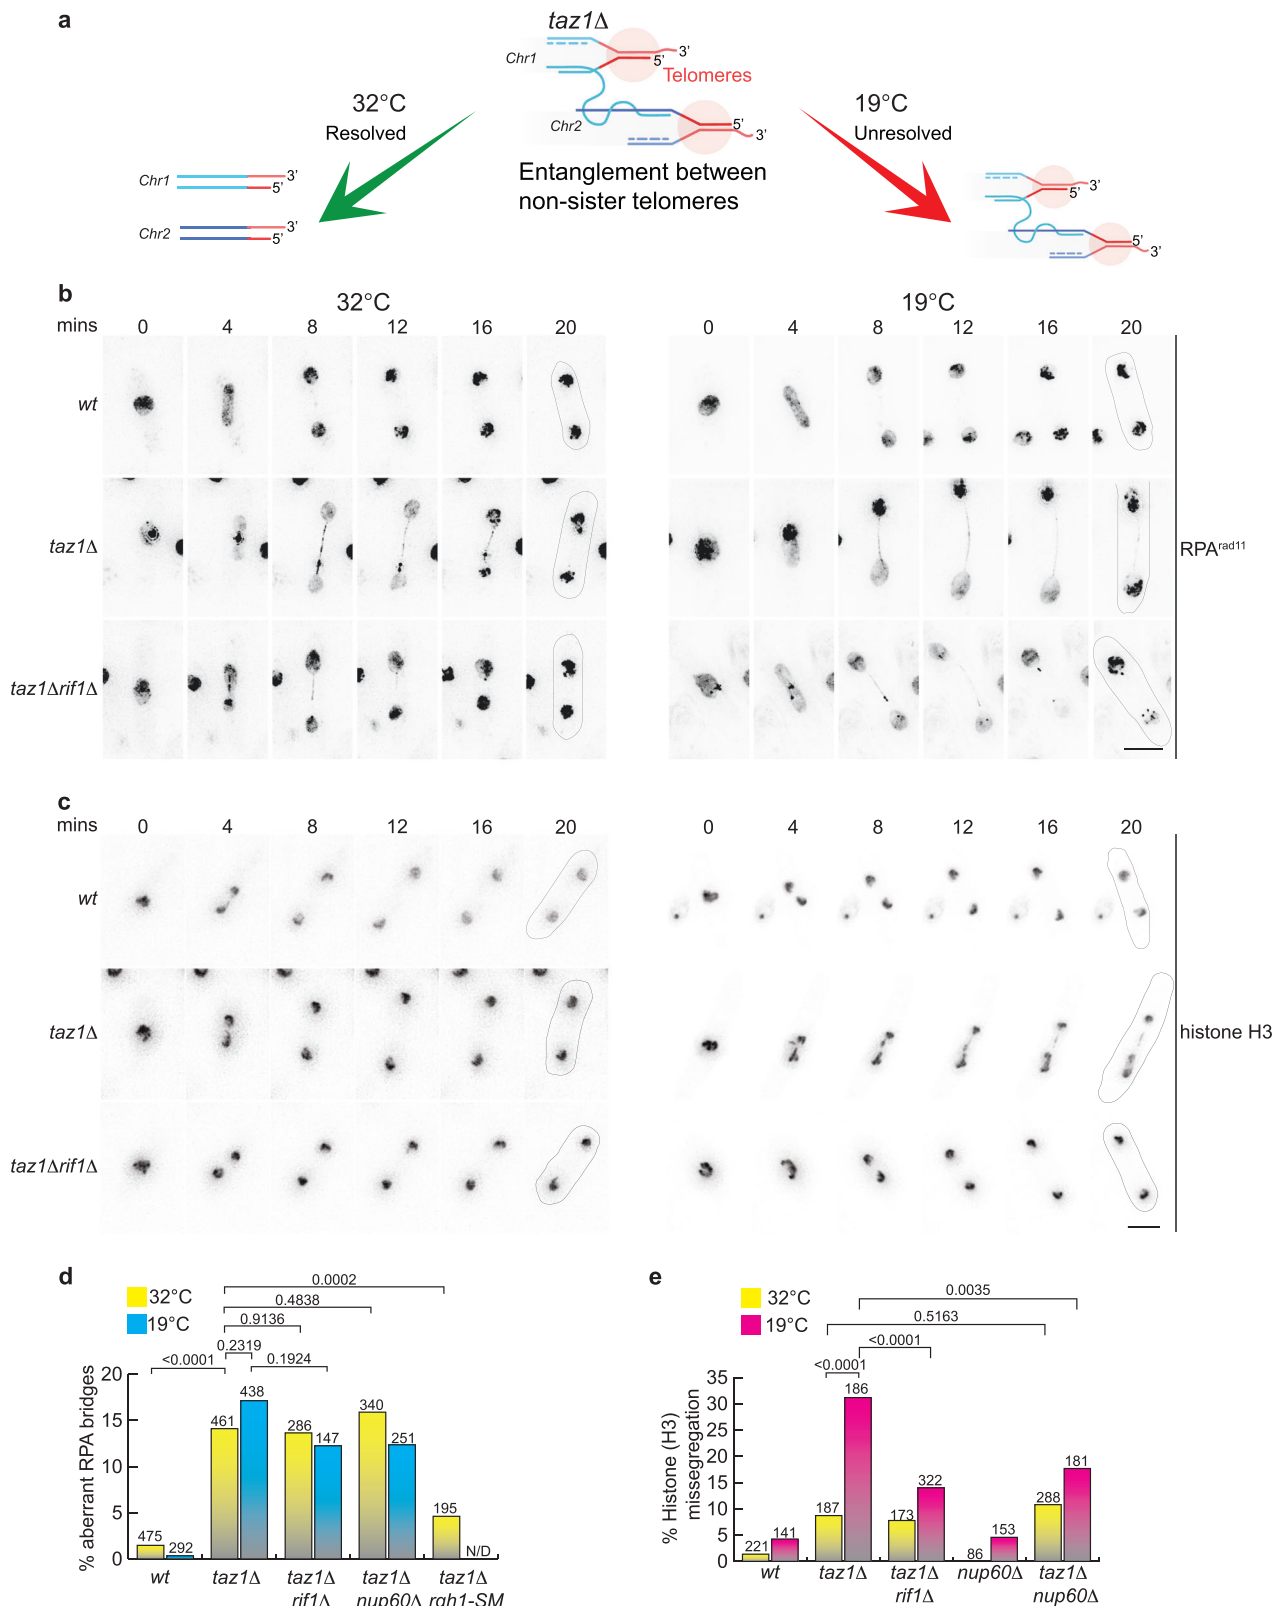 a
taz1Δ
Chr1
3’
5’
Telomeres
32°C
Resolved
19°C
Unresolved
Chr2
5’
3’
Entanglement between
non-sister telomeres
Chr1
3’
5’
Chr2
3’
5’
3’
5’
5’
3’
b
32°C
19°C
mins 0 4 8 12 16 20 0 4 8 12 16 20
wt
taz1Δ
RPArad11
taz1Δrif1Δ
c
mins 0 4 8 12 16 20 0 4 8 12 16 20
wt
taz1Δ
histone H3
taz1Δrif1Δ
d
32°C
19°C
0.0002
0.4838
0.9136
0.2319
<0.0001
0.1924
% aberrant RPA bridges
20
15
10
5
0
475
292
461
438
286
147
340
251
195
N/D
wt
taz1Δ
taz1Δ
rif1Δ
taz1Δ
nup60Δ
taz1Δ
rqh1-SM
e
32°C
19°C
0.0035
0.5163
<0.0001
<0.0001
% Histone (H3)
missegregation
35
30
25
20
15
10
5
0
221
141
187
186
173
322
86
153
288
181
wt
taz1Δ
taz1Δ
rif1Δ
nup60Δ
taz1Δ
nup60Δ